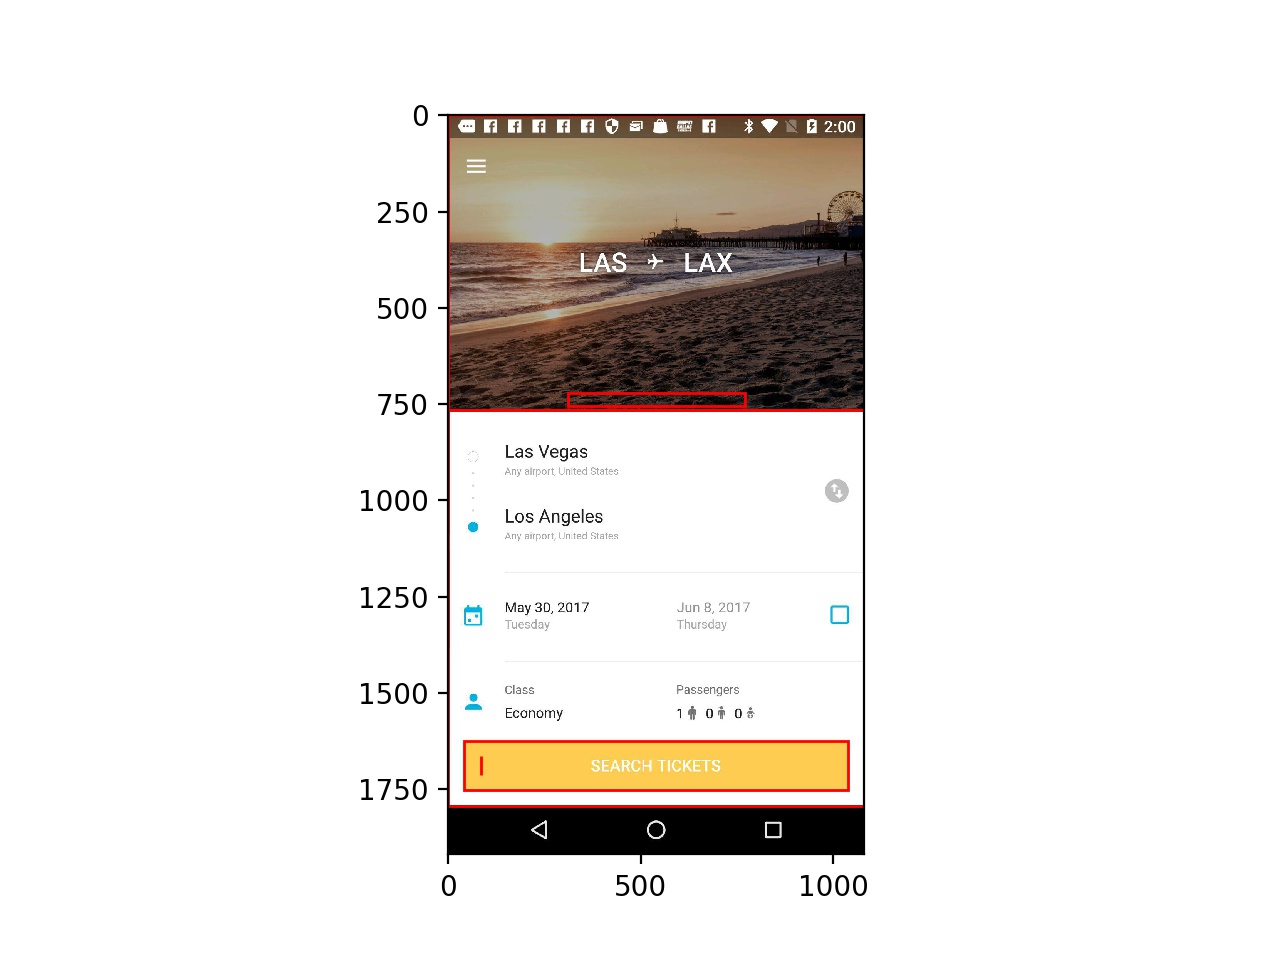 0
250
500
750
1000
1250
1500
1750
0 500 1000
2:00
LAS LAX
Las Vegas
Any airport, United States
Los Angeles
Any airport, United States
May 30, 2017 Jun 8, 2017
Tuesday Thursday
Class Passengers
Economy 1 0 0
SEARCH TICKETS